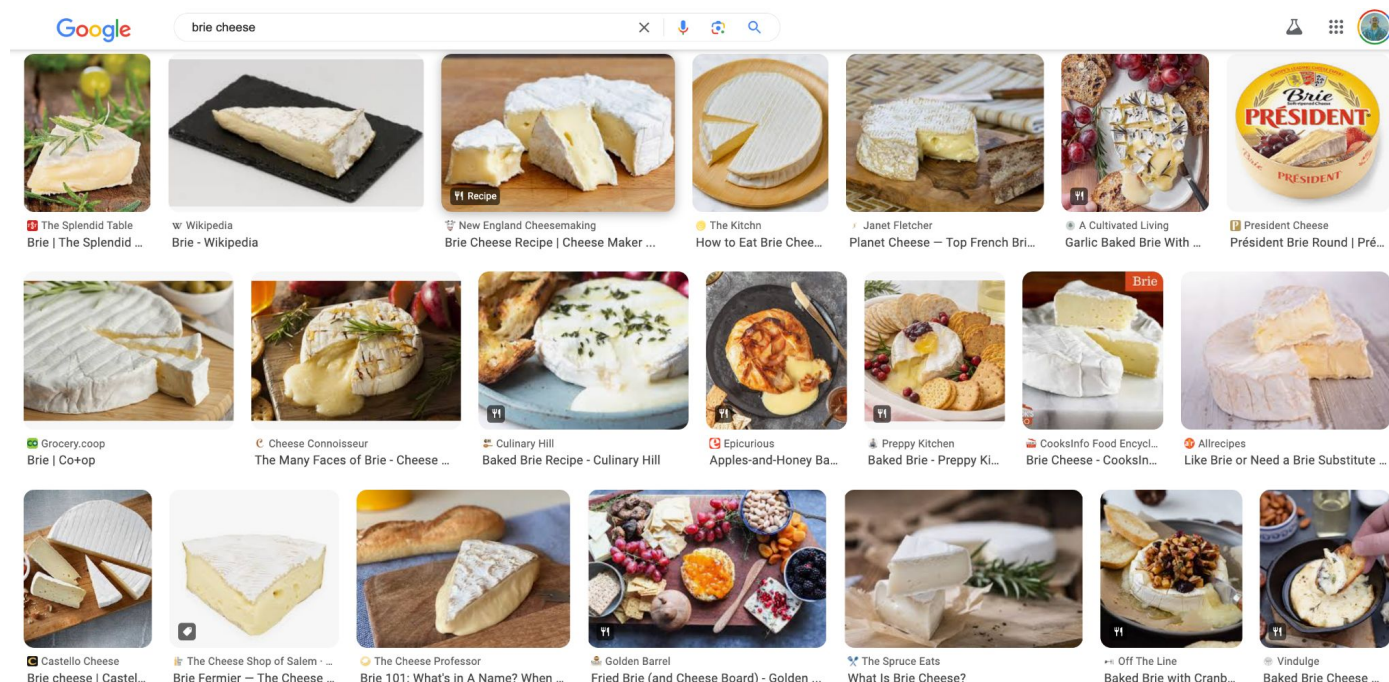 Google
brie cheese
Recipe
Brie
PRÉSIDENT
PRÉSIDENT
The Splendid Table
Brie | The Splendid ...
W Wikipedia
Brie - Wikipedia
New England Cheesemaking
Brie Cheese Recipe | Cheese Maker ...
The Kitchn
How to Eat Brie Chee...
Janet Fletcher
Planet Cheese — Top French Bri...
A Cultivated Living
Garlic Baked Brie With ...
President Cheese
Président Brie Round | Pré...
Brie
Grocery.coop
Brie | Co+op
Cheese Connoisseur
The Many Faces of Brie - Cheese ...
Culinary Hill
Baked Brie Recipe - Culinary Hill
Epicurious
Apples-and-Honey Ba...
Preppy Kitchen
Baked Brie - Preppy Ki...
CooksInfo Food Encycl...
Brie Cheese - CooksIn...
Allrecipes
Like Brie or Need a Brie Substitute ...
Castello Cheese
Brie cheese | Castel...
The Cheese Shop of Salem · ...
Brie Fermier — The Cheese ...
The Cheese Professor
Brie 101: What's in A Name? When ...
Golden Barrel
Fried Brie (and Cheese Board) - Golden ...
The Spruce Eats
What Is Brie Cheese?
Off The Line
Baked Brie with Cranb...
Vindulge
Baked Brie Cheese ...